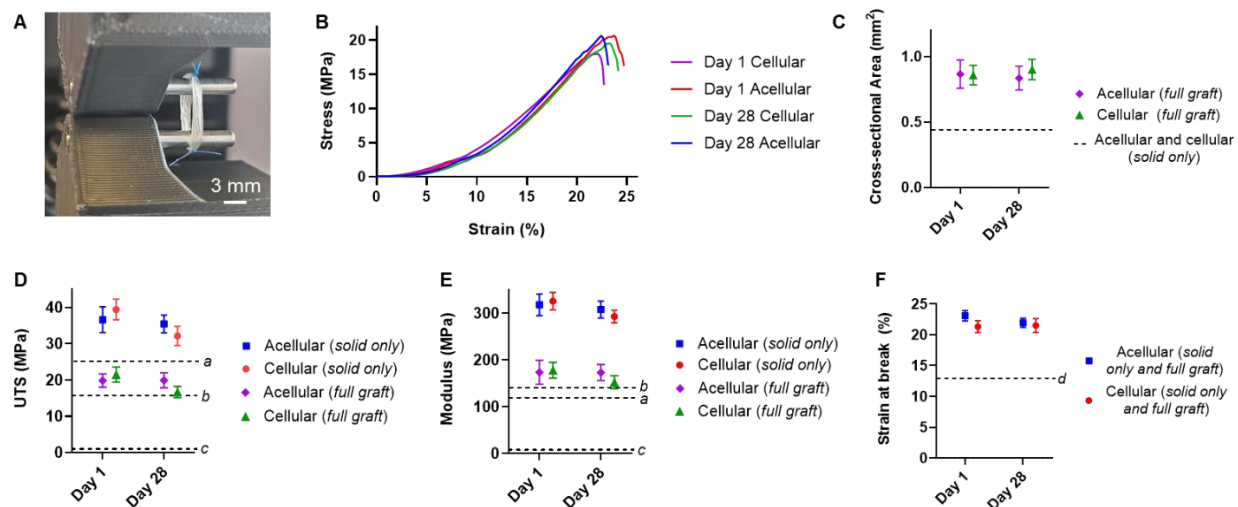 A
3 mm
B
Stress (MPa)
20
15
10
5
0
0 5 10 15 20 25
Strain (%)
Day 1 Cellular
Day 1 Acellular
Day 28 Cellular
Day 28 Acellular
C
Cross-sectional Area (mm²)
1.0
0.5
0.0
Day 1
Day 28
Acellular (full graft)
Cellular (full graft)
Acellular and cellular
(solid only)
D
UTS (MPa)
40
30
20
10
0
a
b
c
Day 1
Day 28
Acellular (solid only)
Cellular (solid only)
Acellular (full graft)
Cellular (full graft)
E
Modulus (MPa)
300
200
100
0
b
a
c
Day 1
Day 28
Acellular (solid only)
Cellular (solid only)
Acellular (full graft)
Cellular (full graft)
F
Strain at break (%)
25
20
15
10
5
0
d
Day 1
Day 28
Acellular (solid
only and full graft)
Cellular (solid only
and full graft)